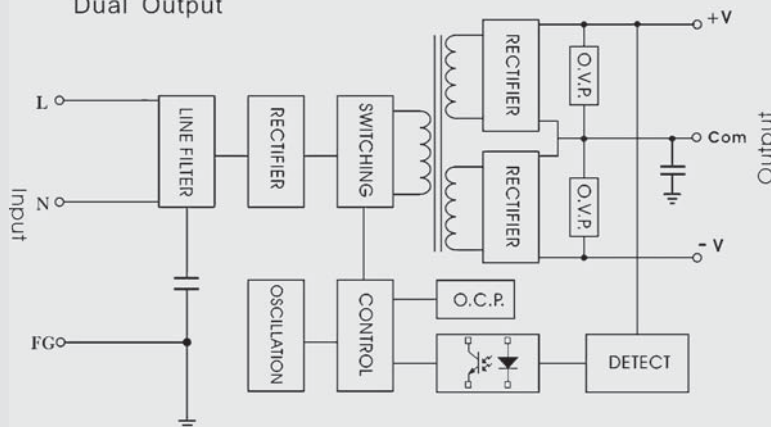 Dual Output
Input
L
N
FG
LINE FILTER
RECTIFIER
SWITCHING
RECTIFIER
RECTIFIER
O.V.P.
O.V.P.
+V
Com
- V
Output
OSCILLATION
CONTROL
O.C.P.
DETECT